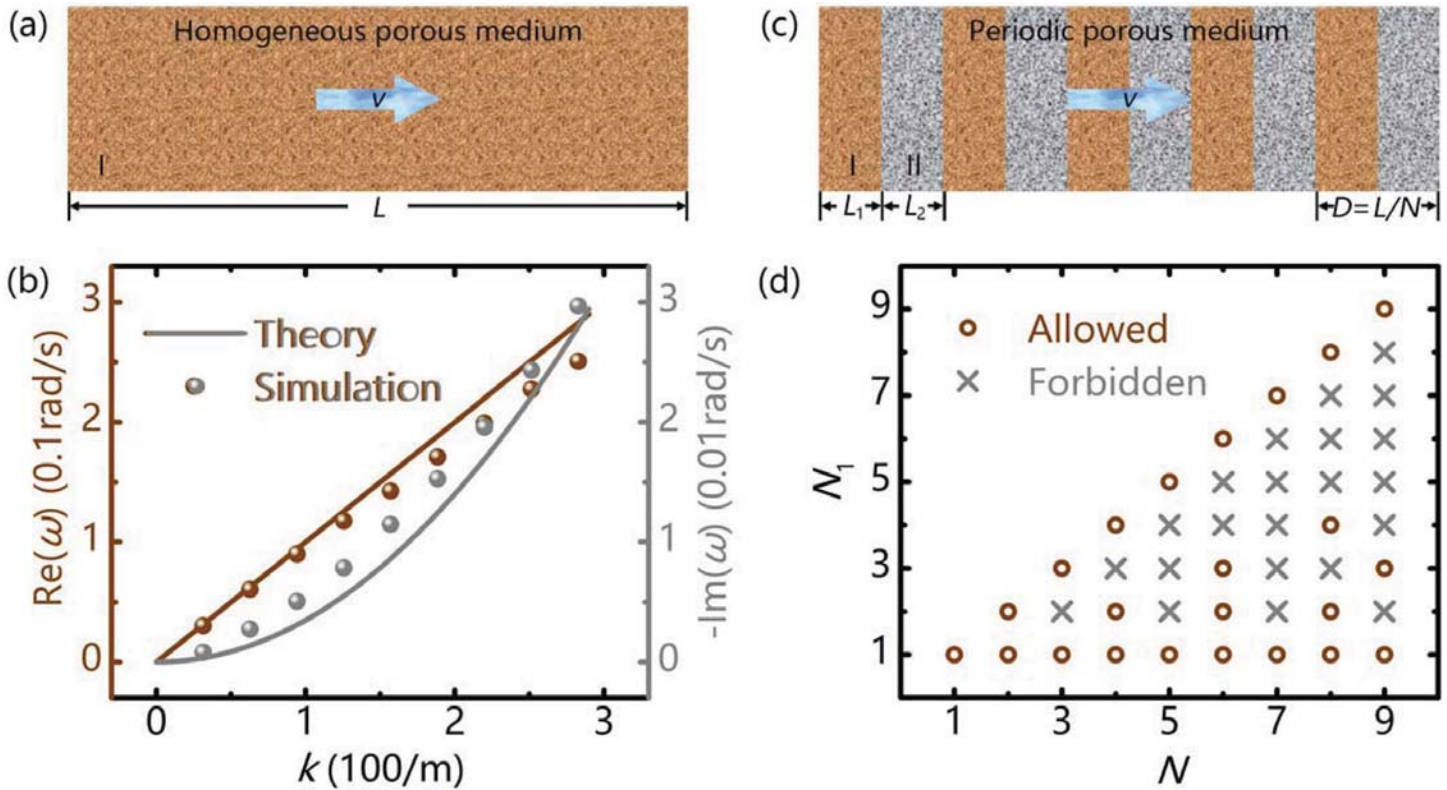 (a)
Homogeneous porous medium
v
I
L
(c)
Periodic porous medium
v
I
II
L₁
L₂
D=L/N
(b)
Re(ω) (0.1rad/s)
3
2
1
0
Theory
Simulation
3
2
1
0
-Im(ω) (0.01rad/s)
0
1
2
3
k (100/m)
(d)
N₁
9
7
5
3
1
Allowed
Forbidden
1
3
5
7
9
N